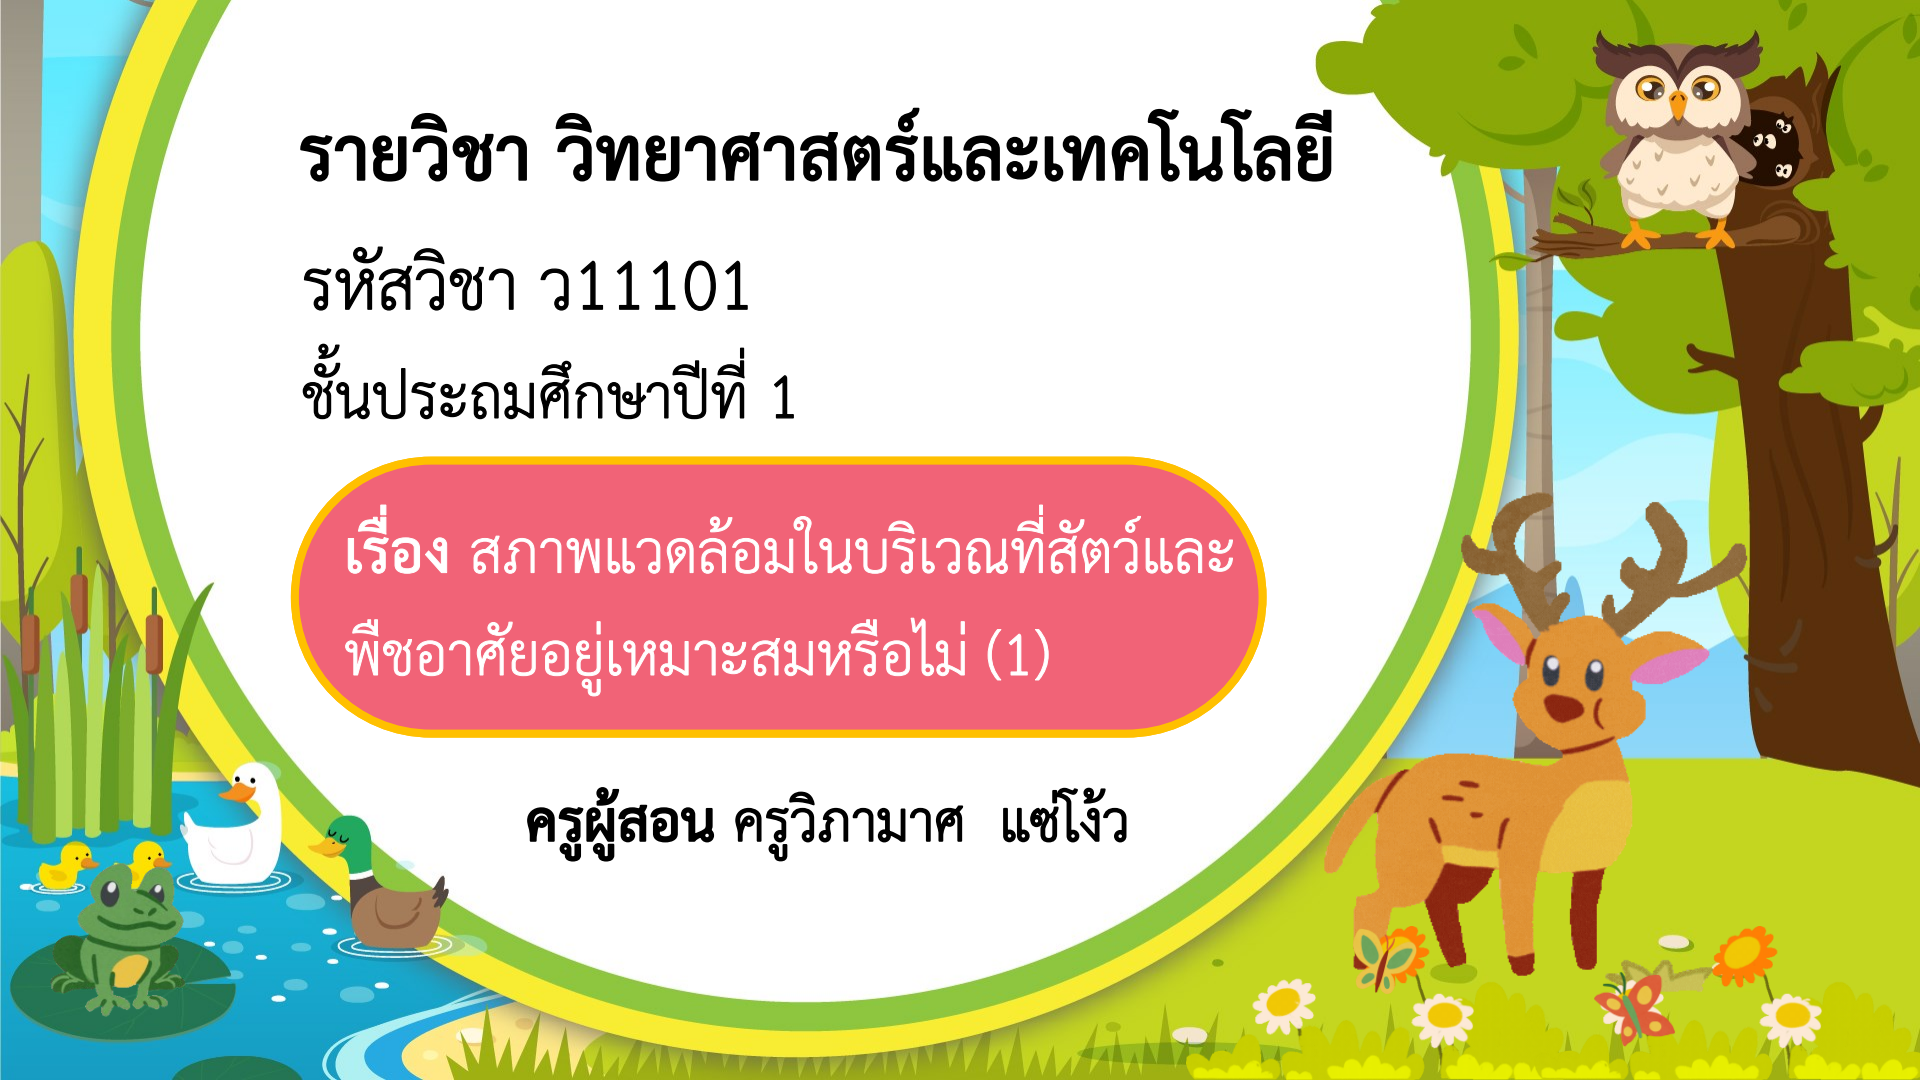 รายวิชา วิทยาศาสตร์และเทคโนโลยี
รหัสวิชา ว11101
ชั้นประถมศึกษาปีที่ 1
เรื่อง สภาพแวดล้อมในบริเวณที่สัตว์และ
พืชอาศัยอยู่เหมาะสมหรือไม่ (1)
ครูผู้สอน ครูวิภามาศ แซ่โง้ว